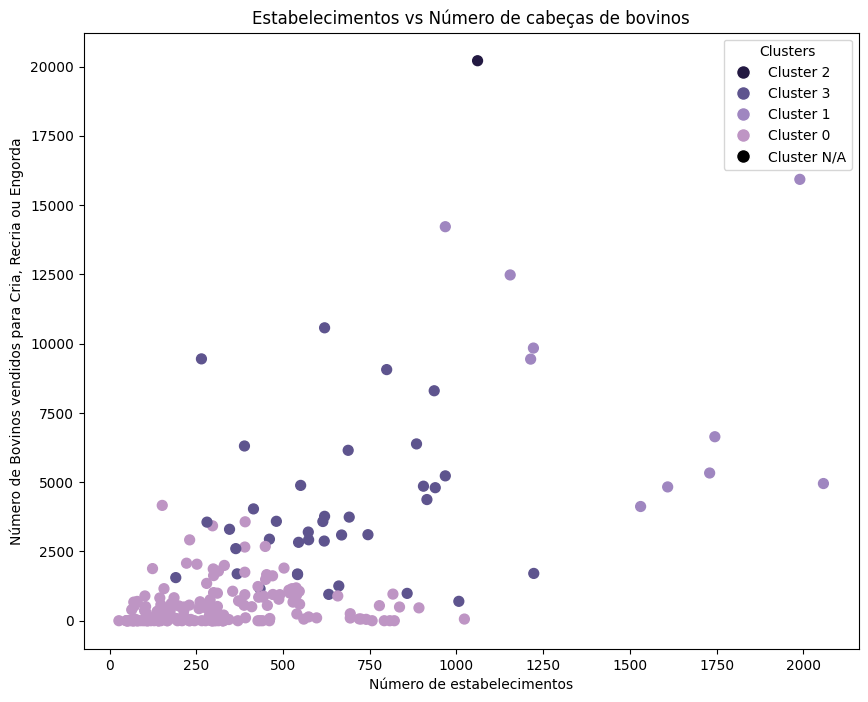 Estabelecimentos vs Número de cabeças de bovinos
Número de Bovinos vendidos para Cria, Recria ou Engorda
20000
17500
15000
12500
10000
7500
5000
2500
0
Clusters
Cluster 2
Cluster 3
Cluster 1
Cluster 0
Cluster N/A
0 250 500 750 1000 1250 1500 1750 2000
Número de estabelecimentos